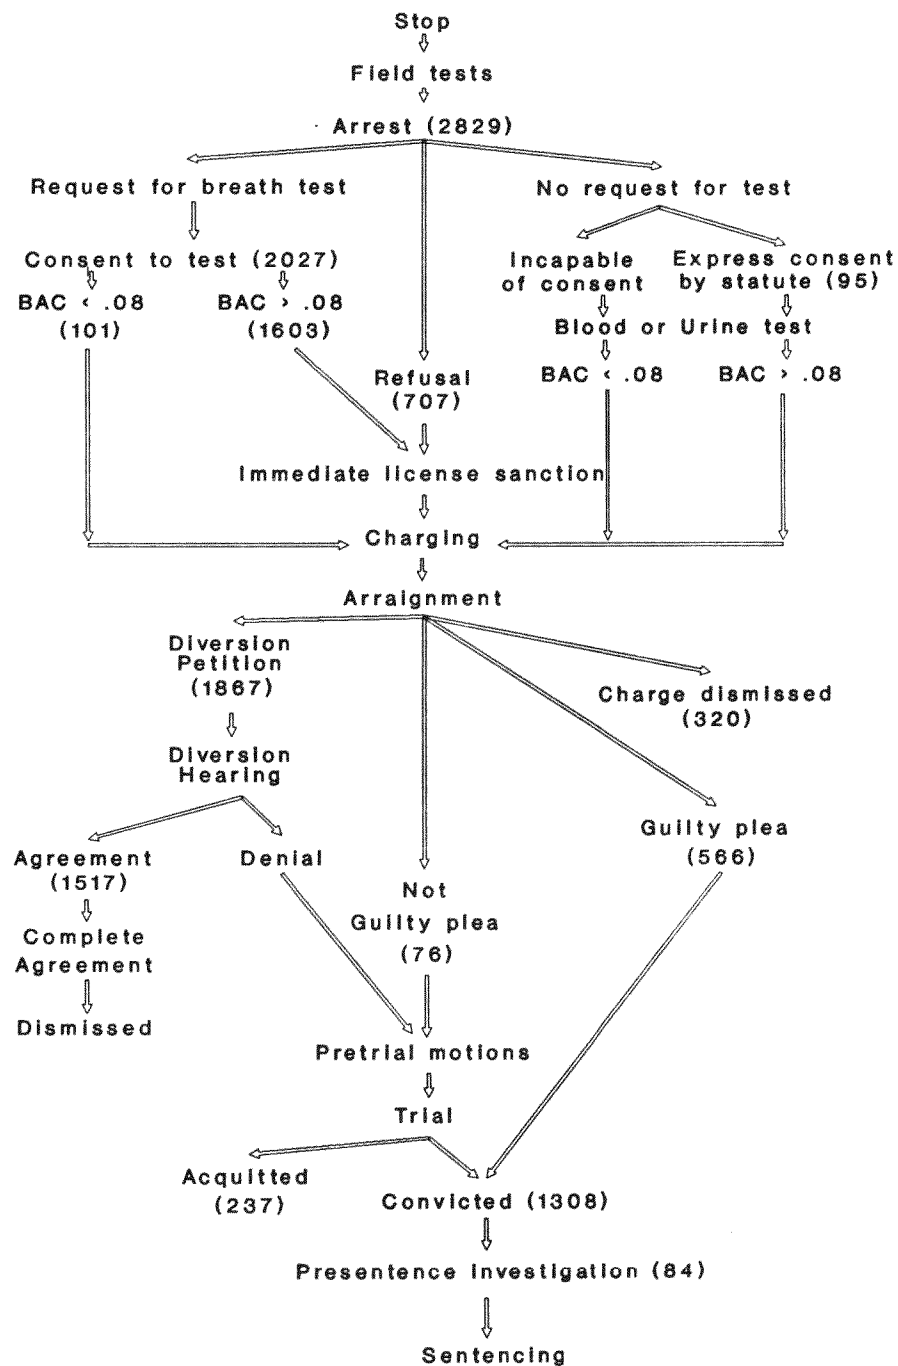 Stop
Field tests
Arrest (2829)
Request for breath test
No request for test
Consent to test (2027)
Incapable
of consent
Express consent
by statute (95)
BAC < .08
(101)
BAC > .08
(1603)
Blood or Urine test
Refusal
(707)
BAC < .08
BAC > .08
Immediate license sanction
Charging
Arraignment
Diversion
Petition
(1867)
Charge dismissed
(320)
Diversion
Hearing
Guilty plea
(566)
Agreement
(1517)
Denial
Not
Guilty plea
(76)
Complete
Agreement
Dismissed
Pretrial motions
Trial
Acquitted
(237)
Convicted (1308)
Presentence investigation (84)
Sentencing